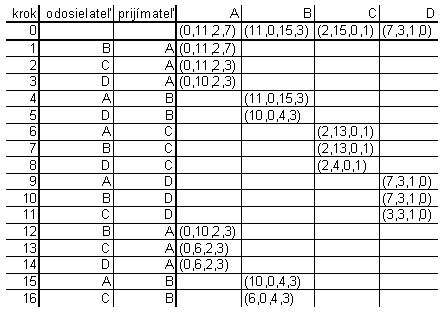 krok odosielateľ prijímateľ A B C D
0 (0,11,2,7) (11,0,15,3) (2,15,0,1) (7,3,1,0)
1 B A (0,11,2,7)
2 C A (0,11,2,3)
3 D A (0,10,2,3)
4 A B (11,0,15,3)
5 D B (10,0,4,3)
6 A C (2,13,0,1)
7 B C (2,13,0,1)
8 D C (2,4,0,1)
9 A D (7,3,1,0)
10 B D (7,3,1,0)
11 C D (3,3,1,0)
12 B A (0,10,2,3)
13 C A (0,6,2,3)
14 D A (0,6,2,3)
15 A B (10,0,4,3)
16 C B (6,0,4,3)